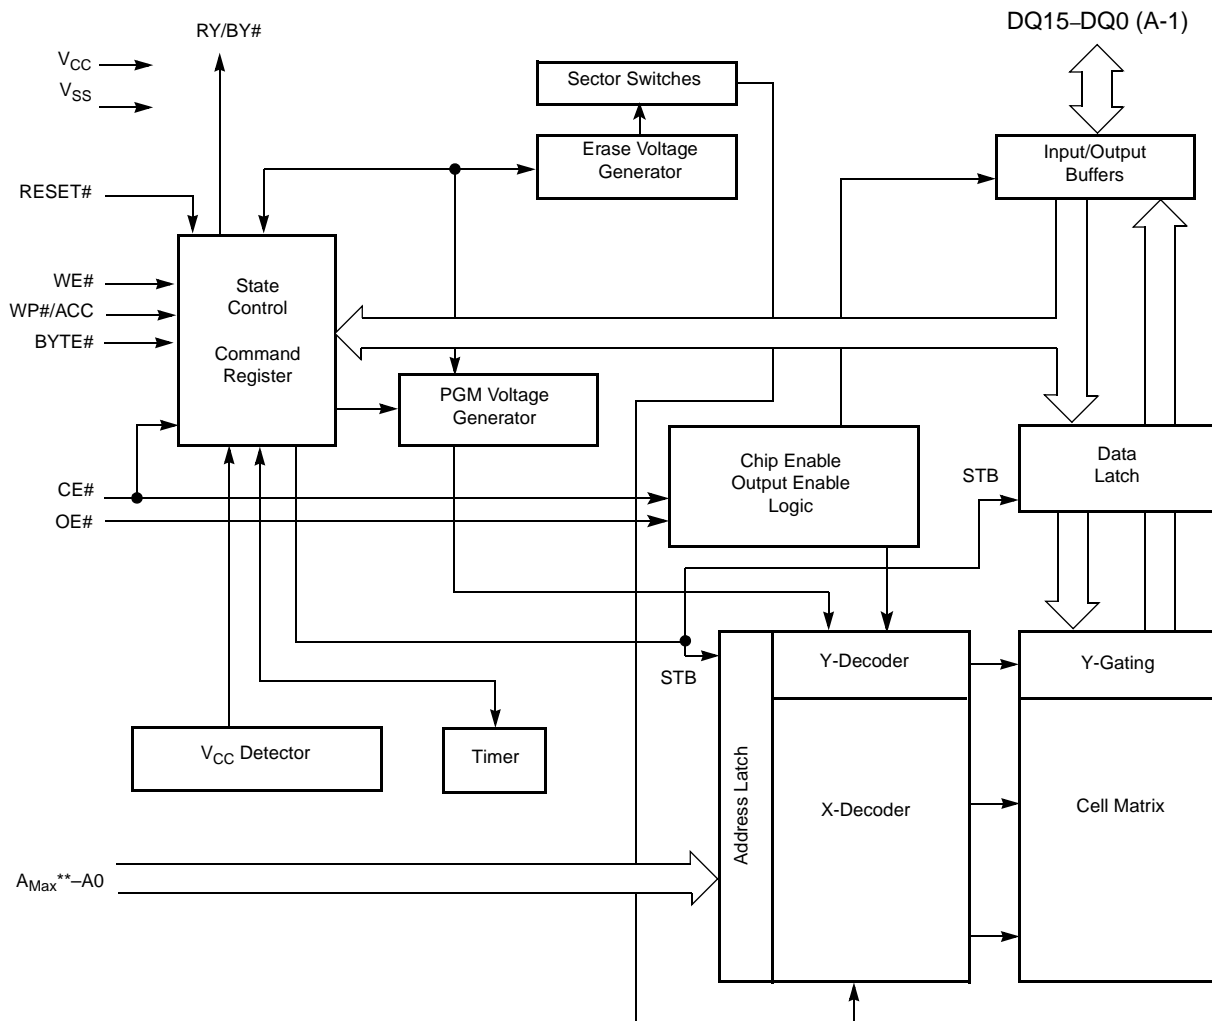 DQ15–DQ0 (A-1)
RY/BY#
VCC
VSS
Sector Switches
Erase Voltage
Generator
Input/Output
Buffers
RESET#
WE#
WP#/ACC
BYTE#
State
Control
Command
Register
PGM Voltage
Generator
Chip Enable
Output Enable
Logic
STB
Data
Latch
CE#
OE#
STB
Y-Decoder
Y-Gating
VCC Detector
Timer
Address Latch
X-Decoder
Cell Matrix
AMax**–A0